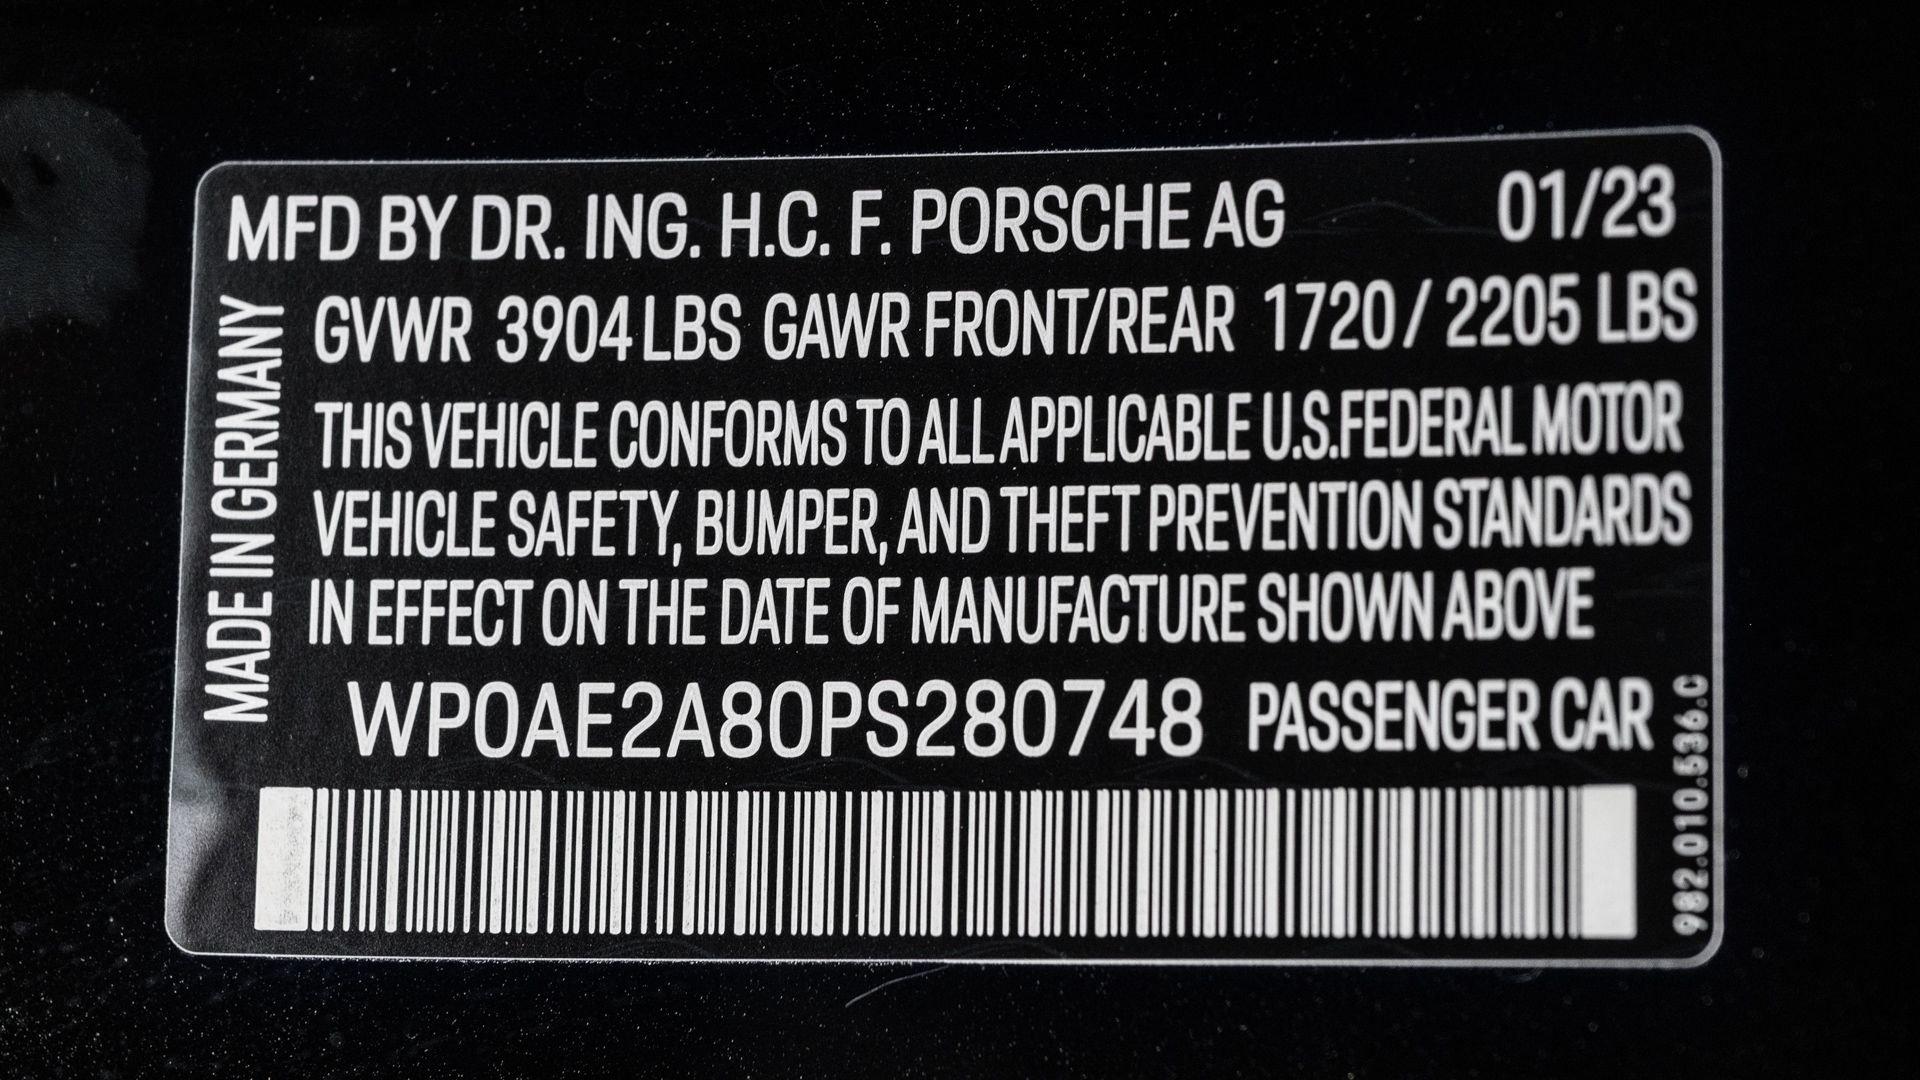 MFD BY DR. ING. H.C. F. PORSCHE AG 01/23
GVWR 3904 LBS GAWR FRONT/REAR 1720 / 2205 LBS
THIS VEHICLE CONFORMS TO ALL APPLICABLE U.S.FEDERAL MOTOR
VEHICLE SAFETY, BUMPER, AND THEFT PREVENTION STANDARDS
IN EFFECT ON THE DATE OF MANUFACTURE SHOWN ABOVE
WP0AE2A80PS280748 PASSENGER CAR
MADE IN GERMANY
982.010.536.C